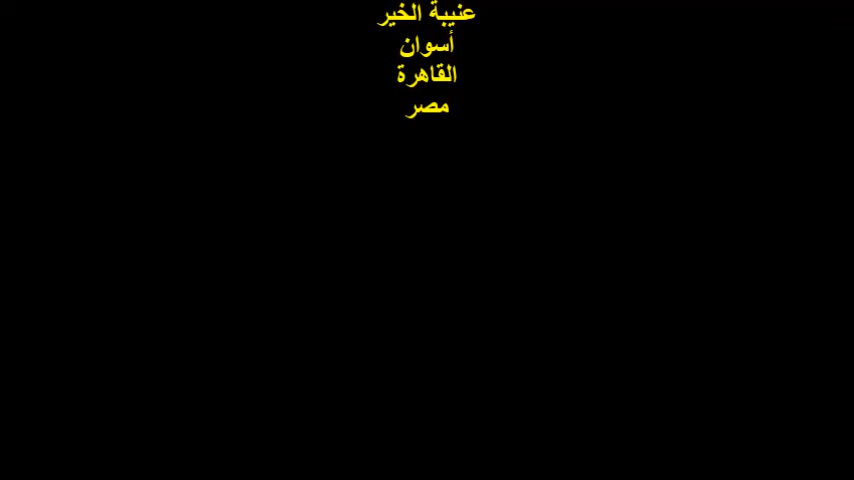 عنيبة الخير
أسوان
القاهرة
مصر